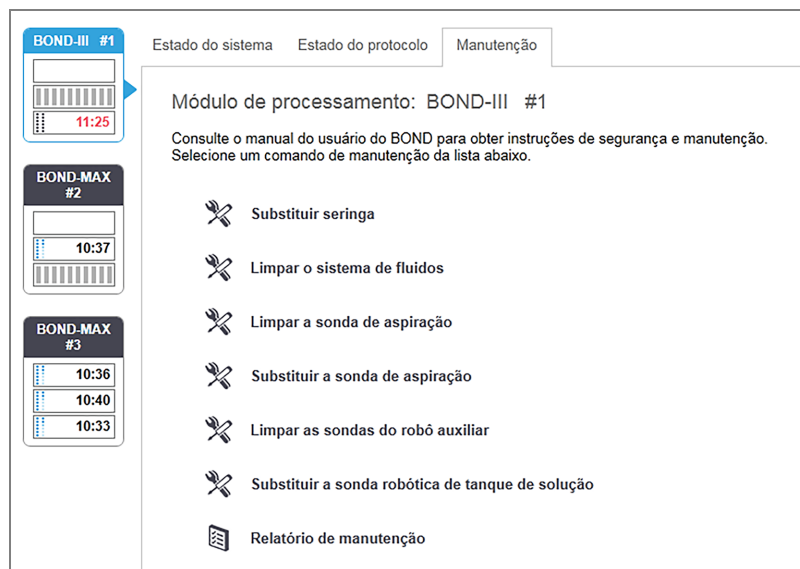 BOND-III #1
11:25
BOND-MAX
#2
10:37
BOND-MAX
#3
10:36
10:40
10:33
Estado do sistema Estado do protocolo Manutenção
Módulo de processamento: BOND-III #1
Consulte o manual do usuário do BOND para obter instruções de segurança e manutenção.
Selecione um comando de manutenção da lista abaixo.
Substituir seringa
Limpar o sistema de fluidos
Limpar a sonda de aspiração
Substituir a sonda de aspiração
Limpar as sondas do robô auxiliar
Substituir a sonda robótica de tanque de solução
Relatório de manutenção